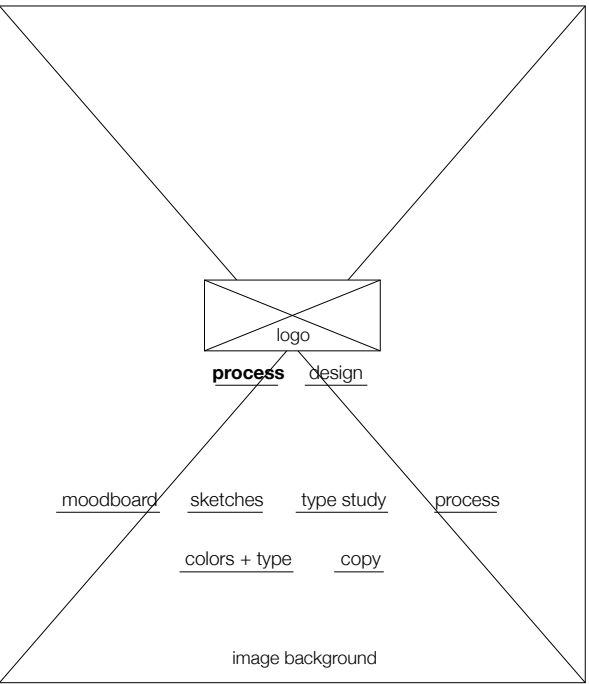 logo
process design
moodboard sketches type study process
colors + type copy
image background